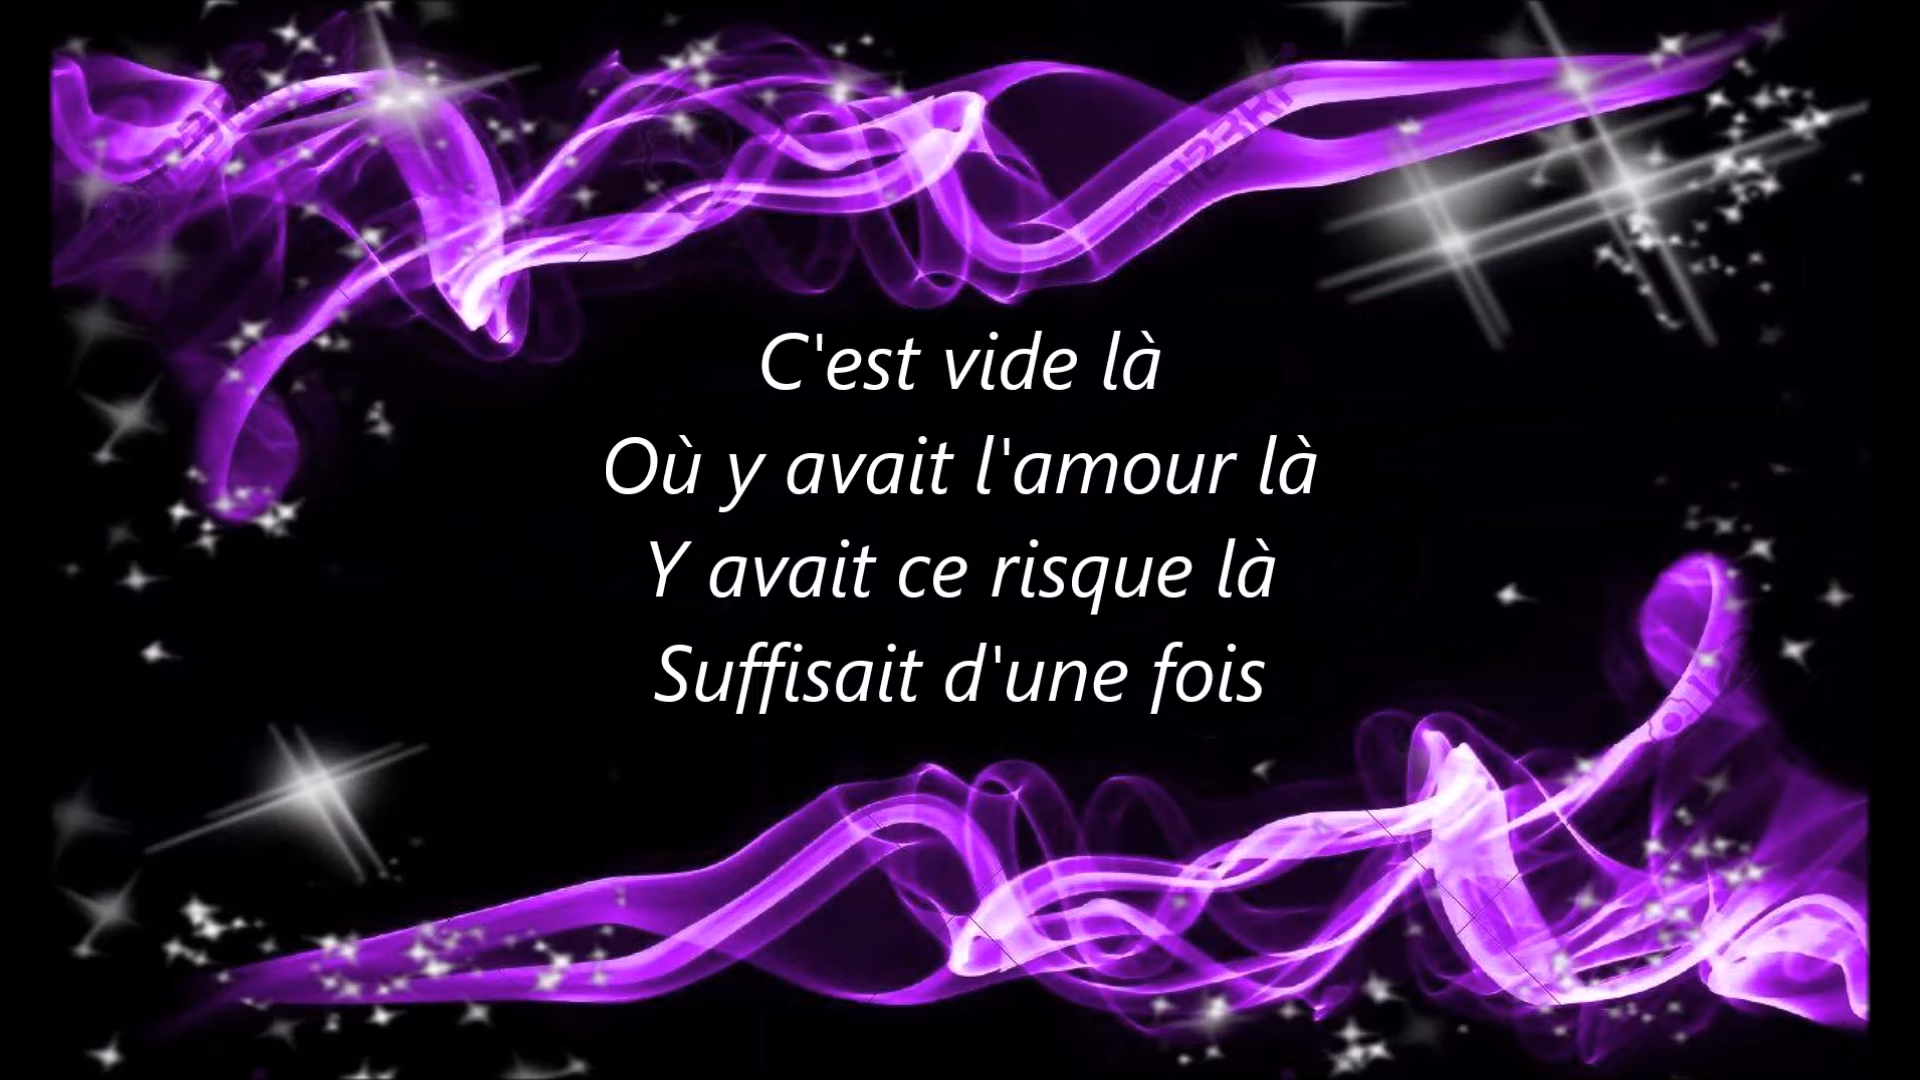 C'est vide là
Où y avait l'amour là
Y avait ce risque là
Suffisait d'une fois